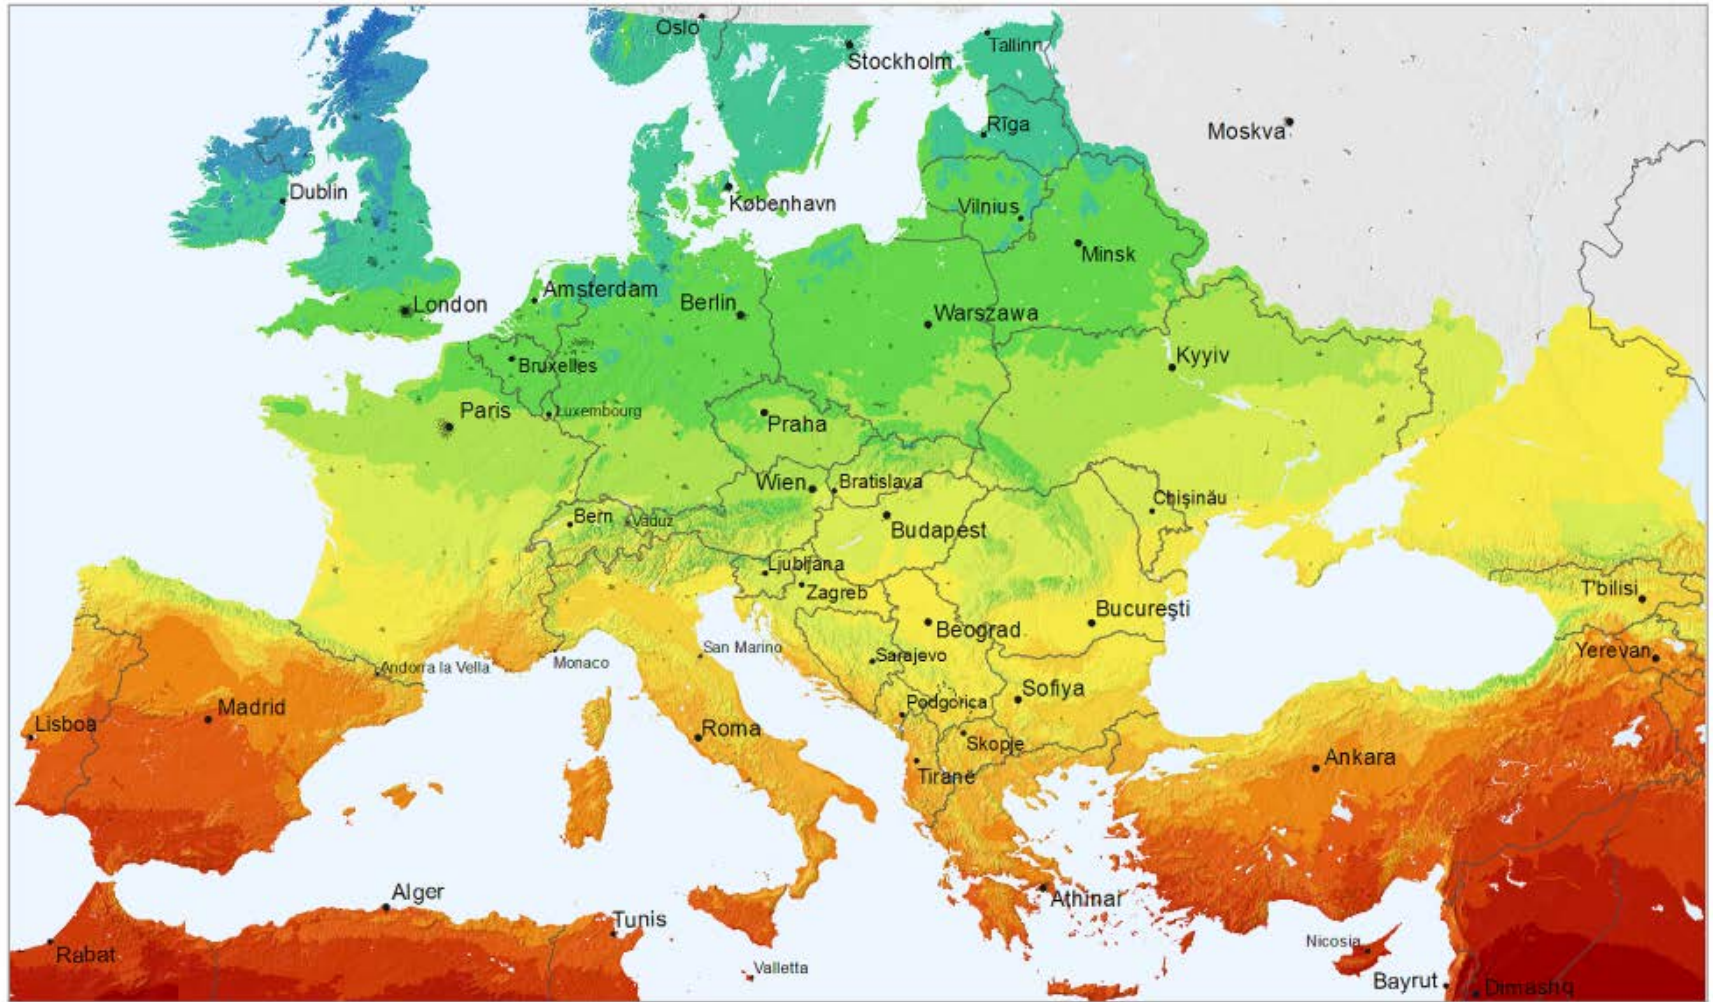 Oslo
Stockholm
Tallinn
Rīga
Moskva
Dublin
København
Vilnius
Minsk
London
Amsterdam
Berlin
Warszawa
Bruxelles
Kyyiv
Paris
Luxembourg
Praha
Wien
Bratislava
Chișinău
Bern
Vaduz
Budapest
Ljubljana
Zagreb
T'bilisi
Bucureşti
Beograd
San Marino
Sarajevo
Yerevan
Andorra la Vella
Monaco
Podgorica
Sofiya
Madrid
Lisboa
Roma
Skopje
Tiranë
Ankara
Alger
Athinai
Tunis
Nicosia
Rabat
Valletta
Bayrut
Dimashq